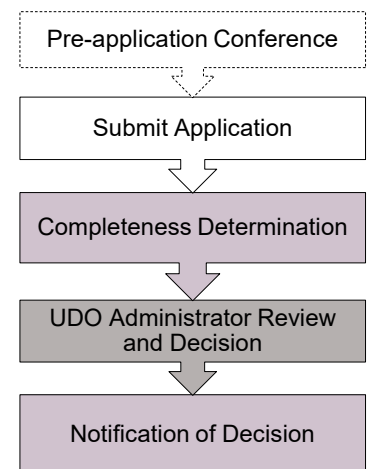 Pre-application Conference
Submit Application
Completeness Determination
UDO Administrator Review
and Decision
Notification of Decision